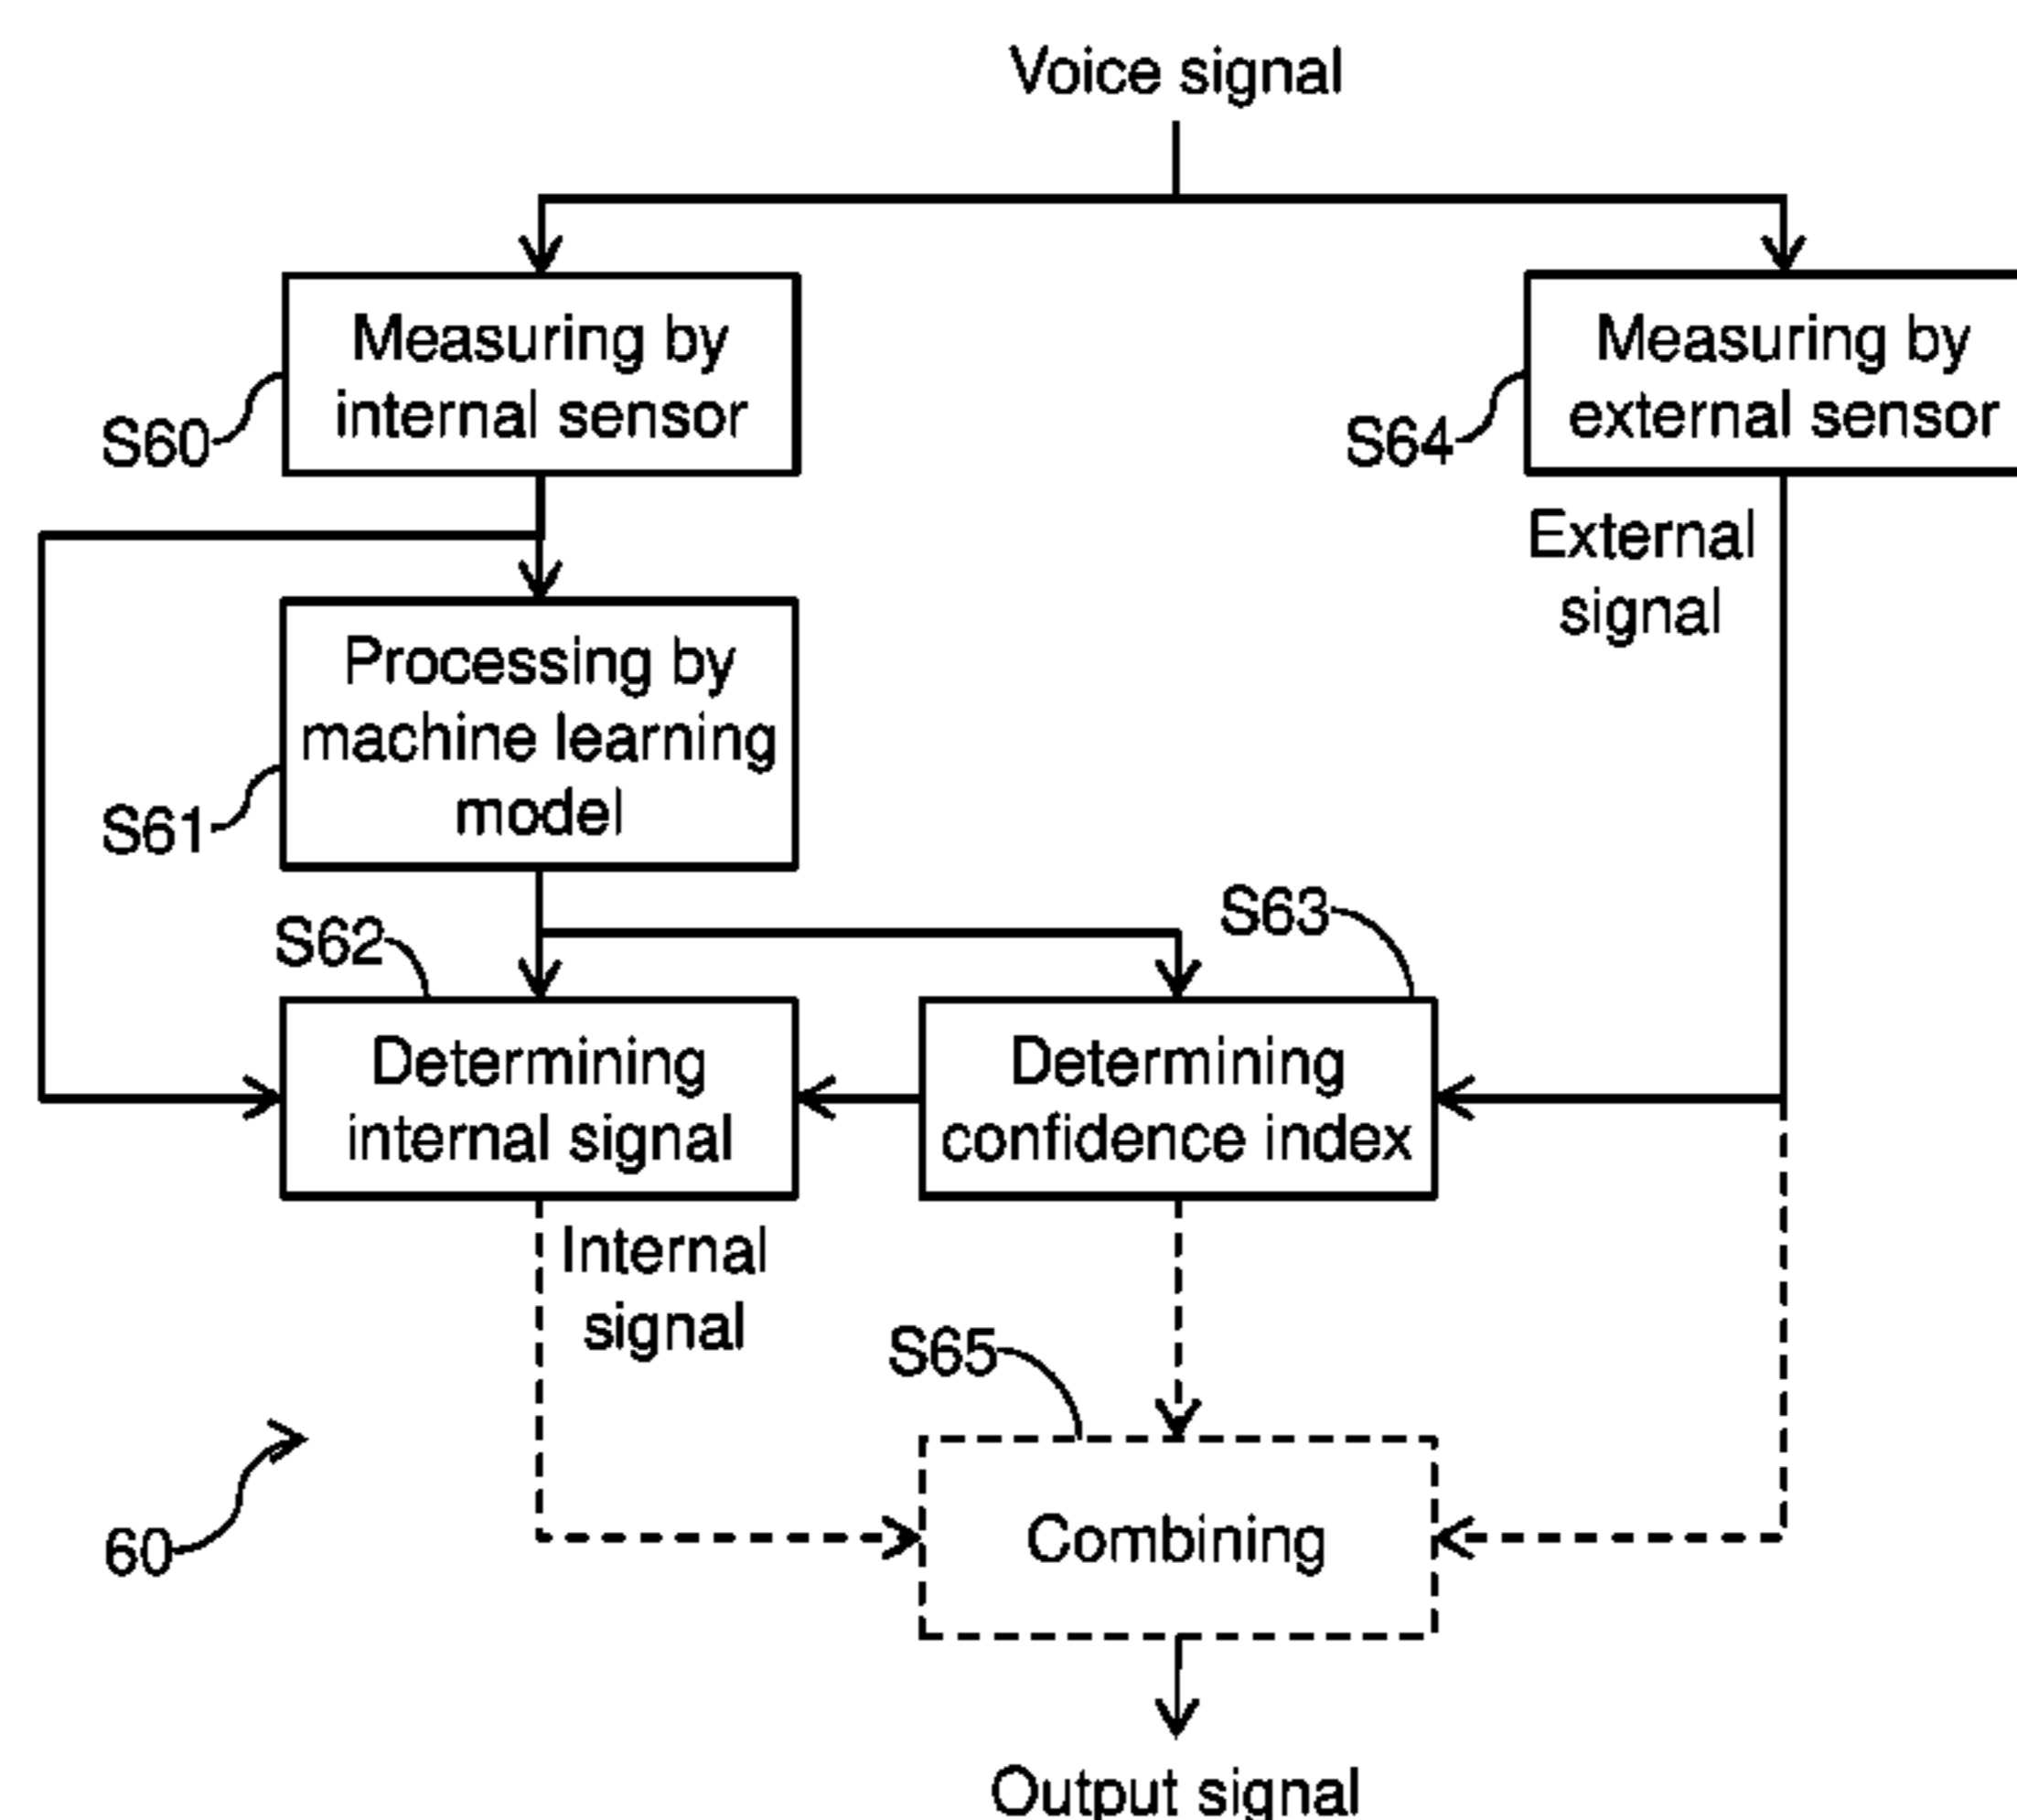 Voice signal
Measuring by
internal sensor
S60
Measuring by
external sensor
S64
External
signal
Processing by
machine learning
model
S61
S62
S63
Determining
internal signal
Determining
confidence index
Internal
signal
S65
Combining
60
Output signal